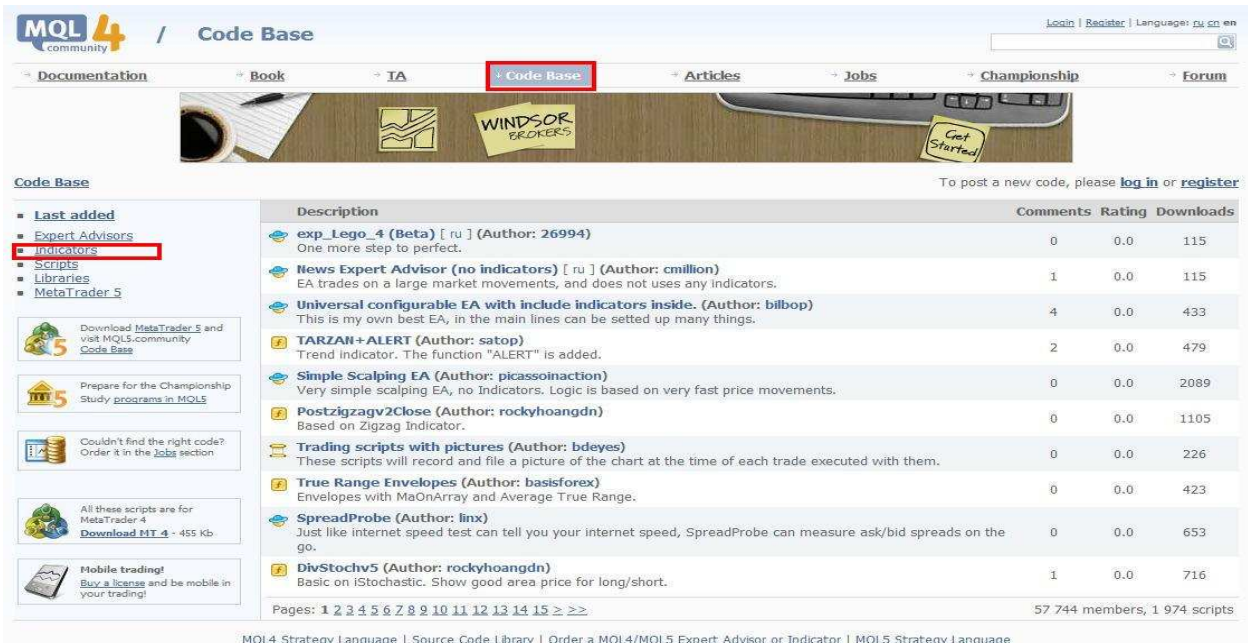 MQL 4 community / Code Base
Login | Register | Language: ru cn en
Documentation Book TA Code Base Articles Jobs Championship Forum
WINDSOR
BROKERS
Get
Started
Code Base
To post a new code, please log in or register
Last added
Expert Advisors
Indicators
Scripts
Libraries
MetaTrader 5
Download MetaTrader 5 and
visit MQL5.community
Code Base
Prepare for the Championship
Study programs in MQL5
Couldn't find the right code?
Order it in the Jobs section
All these scripts are for
MetaTrader 4
Download MT 4 - 455 Kb
Mobile trading!
Buy a license and be mobile in
your trading!
Description Comments Rating Downloads
exp_Lego_4 (Beta) [ ru ] (Author: 26994)
One more step to perfect.
0 0.0 115
News Expert Advisor (no indicators) [ ru ] (Author: cmillion)
EA trades on a large market movements, and does not uses any indicators.
1 0.0 115
Universal configurable EA with include indicators inside. (Author: bilbop)
This is my own best EA, in the main lines can be setted up many things.
4 0.0 433
TARZAN+ALERT (Author: satop)
Trend indicator. The function "ALERT" is added.
2 0.0 479
Simple Scalping EA (Author: picassoinaction)
Very simple scalping EA, no Indicators. Logic is based on very fast price movements.
0 0.0 2089
Postzigzagv2Close (Author: rockyhoangdn)
Based on Zigzag Indicator.
0 0.0 1105
Trading scripts with pictures (Author: bdeyes)
These scripts will record and file a picture of the chart at the time of each trade executed with them.
0 0.0 226
True Range Envelopes (Author: basisforex)
Envelopes with MaOnArray and Average True Range.
0 0.0 423
SpreadProbe (Author: linx)
Just like internet speed test can tell you your internet speed, SpreadProbe can measure ask/bid spreads on the
go.
0 0.0 653
DivStochv5 (Author: rockyhoangdn)
Basic on iStochastic. Show good area price for long/short.
1 0.0 716
Pages: 1 2 3 4 5 6 7 8 9 10 11 12 13 14 15 > >>
57 744 members, 1 974 scripts
MQL4 Strategy Language | Source Code Library | Order a MQL4/MQL5 Expert Advisor or Indicator | MQL5 Strategy Language